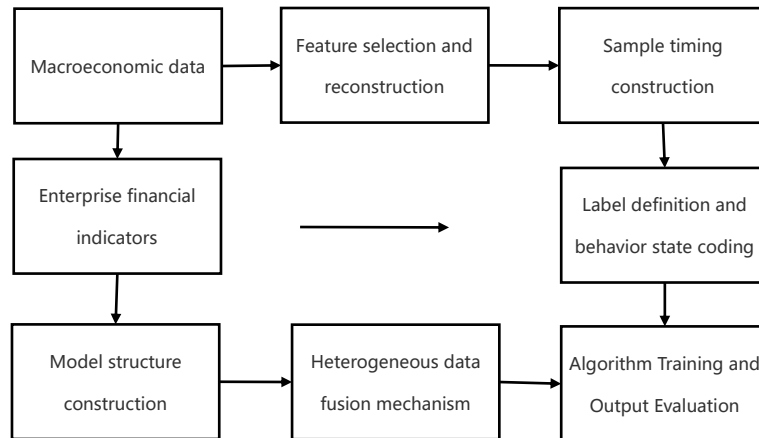 Macroeconomic data
Feature selection and
reconstruction
Sample timing
construction
Enterprise financial
indicators
Label definition and
behavior state coding
Model structure
construction
Heterogeneous data
fusion mechanism
Algorithm Training and
Output Evaluation